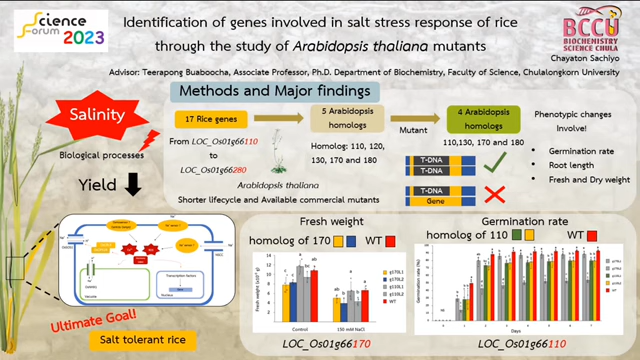 Science
Forum 2023
Identification of genes involved in salt stress response of rice
through the study of Arabidopsis thaliana mutants
BCCU
BIOCHEMISTRY
SCIENCE CHULA
Chayaton Sachiyo
Advisor: Teerapong Buaboocha, Associate Professor, Ph.D. Department of Biochemistry, Faculty of Science, Chulalongkorn University
Salinity
Biological processes
Yield
Ultimate Goal!
Salt tolerant rice
Methods and Major findings
17 Rice genes
From LOC_Os01g66110
to
LOC_Os01g66280
5 Arabidopsis
homologs
Homolog: 110, 120,
130, 170 and 180
Arabidopsis thaliana
Shorter lifecycle and Available commercial mutants
Mutant
4 Arabidopsis
homologs
110,130, 170 and 180
T-DNA
T-DNA
T-DNA
Gene
Phenotypic changes
Involve!
• Germination rate
• Root length
• Fresh and Dry weight
Fresh weight
homolog of 170 WT
Control
150 mM NaCl
WT
LOC_Os01g66170
Germination rate
homolog of 110 WT
Germination rate (%)
Days
WT
LOC_Os01g66110